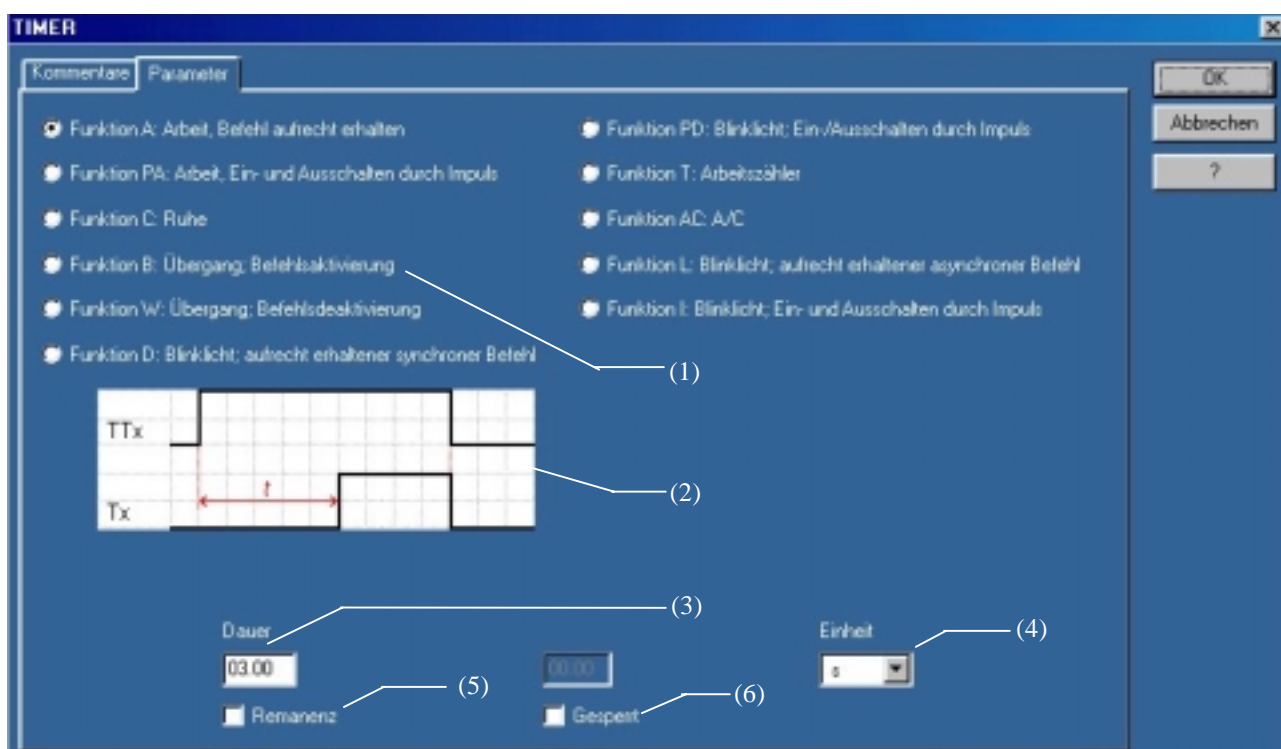 TIMER
Kommentare Parameter
OK
Abbrechen
?
Funktion A: Arbeit, Befehl aufrecht erhalten
Funktion PA: Arbeit, Ein- und Ausschalten durch Impuls
Funktion C: Ruhe
Funktion B: Übergang; Befehlsaktivierung
Funktion W: Übergang; Befehlsdeaktivierung
Funktion D: Blinklicht; aufrecht erhaltener synchroner Befehl
Funktion PD: Blinklicht; Ein-/Ausschalten durch Impuls
Funktion T: Arbeitszähler
Funktion AC: A/C
Funktion L: Blinklicht; aufrecht erhaltener asynchroner Befehl
Funktion I: Blinklicht; Ein- und Ausschalten durch Impuls
(1)
TTx
t
Tx
(2)
(3)
Dauer
03.00
00.00
Einheit
s
(4)
(5)
(6)
Remanenz
Gesperrt